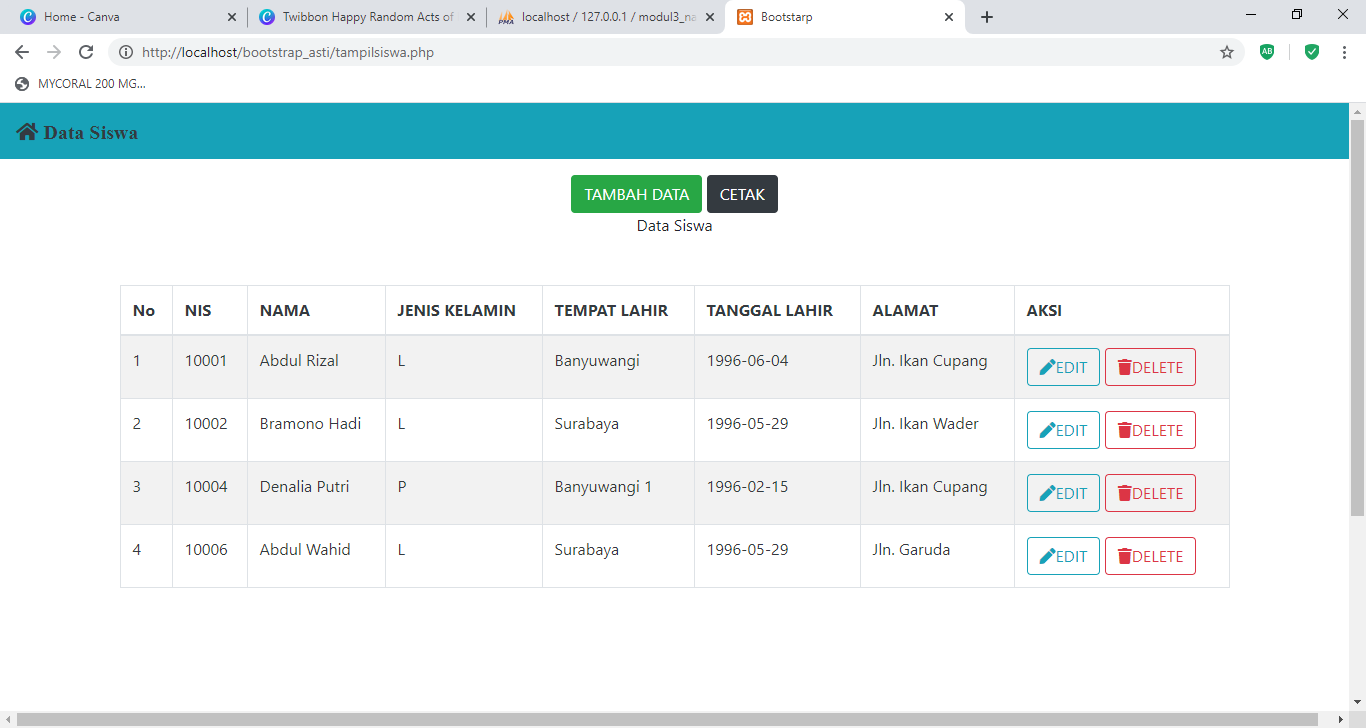 Home - Canva
Twibbon Happy Random Acts of
localhost / 127.0.0.1 / modul3_na
Bootstarp
http://localhost/bootstrap_asti/tampilsiswa.php
AB
MYCORAL 200 MG...
Data Siswa
TAMBAH DATA CETAK
Data Siswa
No NIS NAMA JENIS KELAMIN TEMPAT LAHIR TANGGAL LAHIR ALAMAT AKSI
1 10001 Abdul Rizal L Banyuwangi 1996-06-04 Jln. Ikan Cupang EDIT DELETE
2 10002 Bramono Hadi L Surabaya 1996-05-29 Jln. Ikan Wader EDIT DELETE
3 10004 Denalia Putri P Banyuwangi 1 1996-02-15 Jln. Ikan Cupang EDIT DELETE
4 10006 Abdul Wahid L Surabaya 1996-05-29 Jln. Garuda EDIT DELETE